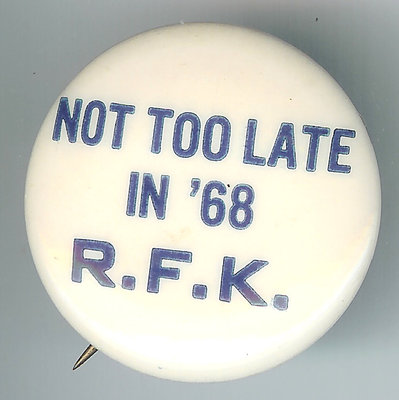 NOT TOO LATE
IN '68
R.F.K.